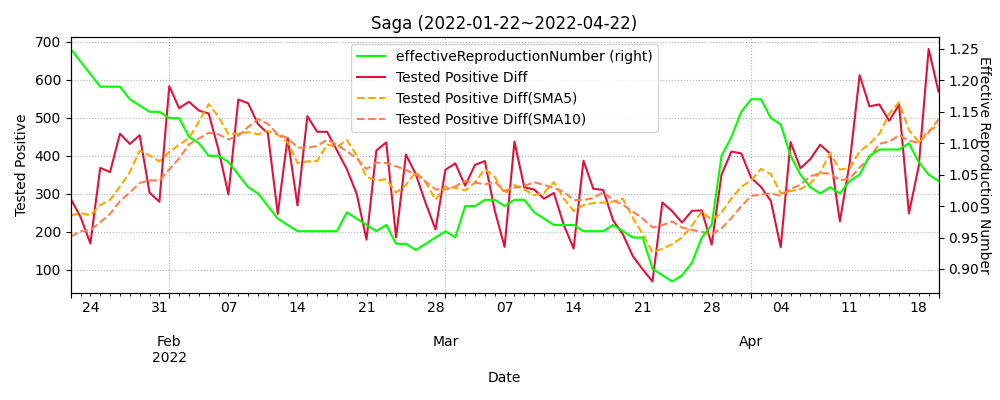 Saga (2022-01-22~2022-04-22)
effectiveReproductionNumber (right)
Tested Positive Diff
Tested Positive Diff(SMA5)
Tested Positive Diff(SMA10)
Tested Positive
700
600
500
400
300
200
100
Effective Reproduction Number
1.25
1.20
1.15
1.10
1.05
1.00
0.95
0.90
24 31 07 14 21 28 07 14 21 28 04 11 18
Feb Mar Apr
2022
Date